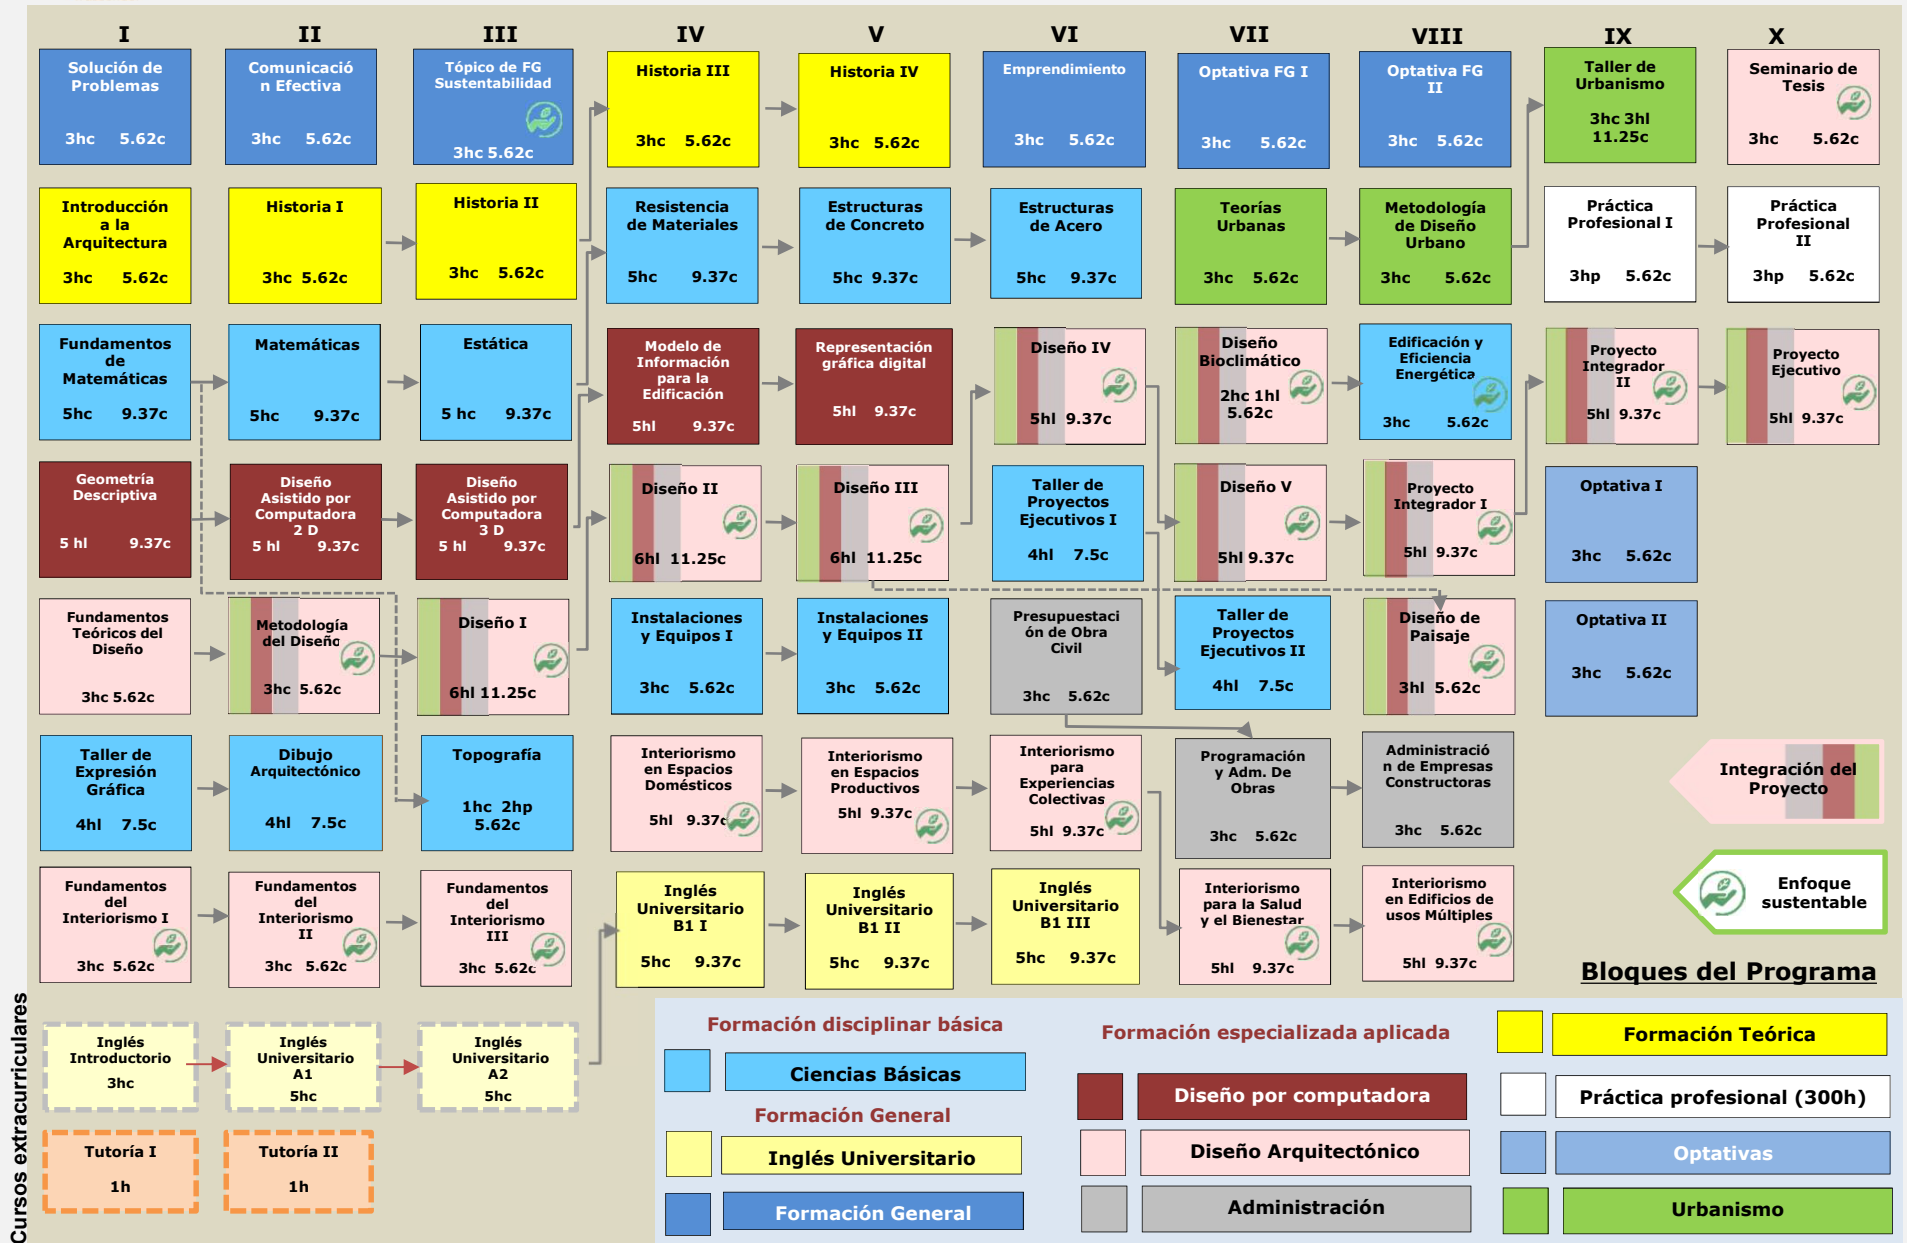 I
II
III
IV
V
VI
VII
VIII
IX
X
Solución de
Problemas
3hc 5.62c
Comunicació
n Efectiva
3hc 5.62c
Tópico de FG
Sustentabilidad
3hc 5.62c
Historia III
3hc 5.62c
Historia IV
3hc 5.62c
Emprendimiento
3hc 5.62c
Optativa FG I
3hc 5.62c
Optativa FG
II
3hc 5.62c
Taller de
Urbanismo
3hc 3hl
11.25c
Seminario de
Tesis
3hc 5.62c
Introducción
a la
Arquitectura
3hc 5.62c
Historia I
3hc 5.62c
Historia II
3hc 5.62c
Resistencia
de Materiales
5hc 9.37c
Estructuras
de Concreto
5hc 9.37c
Estructuras
de Acero
5hc 9.37c
Teorías
Urbanas
3hc 5.62c
Metodología
de Diseño
Urbano
3hc 5.62c
Práctica
Profesional I
3hp 5.62c
Práctica
Profesional
II
3hp 5.62c
Fundamentos
de
Matemáticas
5hc 9.37c
Matemáticas
5hc 9.37c
Estática
5 hc 9.37c
Modelo de
Información
para la
Edificación
5hl 9.37c
Representación
gráfica digital
5hl 9.37c
Diseño IV
5hl 9.37c
Diseño
Bioclimático
2hc 1hl
5.62c
Edificación y
Eficiencia
Energética
3hc 5.62c
Proyecto
Integrador
II
5hl 9.37c
Proyecto
Ejecutivo
5hl 9.37c
Geometría
Descriptiva
5 hl 9.37c
Diseño
Asistido por
Computadora
2 D
5 hl 9.37c
Diseño
Asistido por
Computadora
3 D
5 hl 9.37c
Diseño II
6hl 11.25c
Diseño III
6hl 11.25c
Taller de
Proyectos
Ejecutivos I
4hl 7.5c
Diseño V
5hl 9.37c
Proyecto
Integrador I
5hl 9.37c
Optativa I
3hc 5.62c
Fundamentos
Teóricos del
Diseño
3hc 5.62c
Metodología
del Diseño
3hc 5.62c
Diseño I
6hl 11.25c
Instalaciones
y Equipos I
3hc 5.62c
Instalaciones
y Equipos II
3hc 5.62c
Presupuestaci
ón de Obra
Civil
3hc 5.62c
Taller de
Proyectos
Ejecutivos II
4hl 7.5c
Diseño de
Paisaje
3hl 5.62c
Optativa II
3hc 5.62c
Taller de
Expresión
Gráfica
4hl 7.5c
Dibujo
Arquitectónico
4hl 7.5c
Topografía
1hc 2hp
5.62c
Interiorismo
en Espacios
Domésticos
5hl 9.37c
Interiorismo
en Espacios
Productivos
5hl 9.37c
Interiorismo
para
Experiencias
Colectivas
5hl 9.37c
Programación
y Adm. De
Obras
3hc 5.62c
Administració
n de Empresas
Constructoras
3hc 5.62c
Integración del
Proyecto
Fundamentos
del
Interiorismo I
3hc 5.62c
Fundamentos
del
Interiorismo
II
3hc 5.62c
Fundamentos
del
Interiorismo
III
3hc 5.62c
Inglés
Universitario
B1 I
5hc 9.37c
Inglés
Universitario
B1 II
5hc 9.37c
Inglés
Universitario
B1 III
5hc 9.37c
Interiorismo
para la Salud
y el Bienestar
5hl 9.37c
Interiorismo
en Edificios de
usos Múltiples
5hl 9.37c
Enfoque
sustentable
Bloques del Programa
Cursos extracurriculares
Inglés
Introductorio
3hc
Inglés
Universitario
A1
5hc
Inglés
Universitario
A2
5hc
Tutoría I
1h
Tutoría II
1h
Formación disciplinar básica
Ciencias Básicas
Formación General
Inglés Universitario
Formación General
Formación especializada aplicada
Diseño por computadora
Diseño Arquitectónico
Administración
Formación Teórica
Práctica profesional (300h)
Optativas
Urbanismo